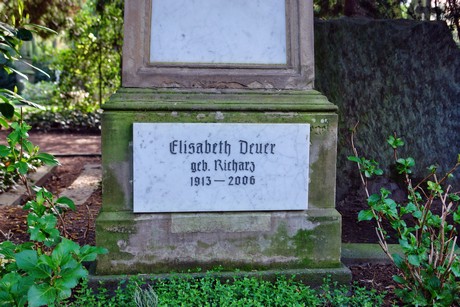 Elisabeth Deuer
geb. Richarz
1913 — 2006